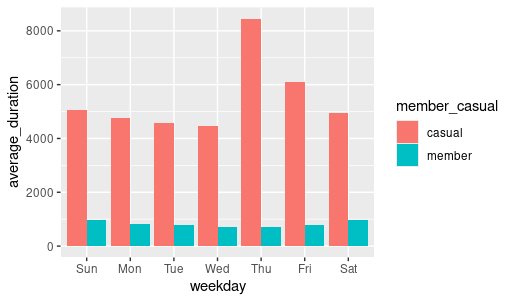 average_duration
8000
6000
4000
2000
0
Sun Mon Tue Wed Thu Fri Sat
weekday
member_casual
casual
member